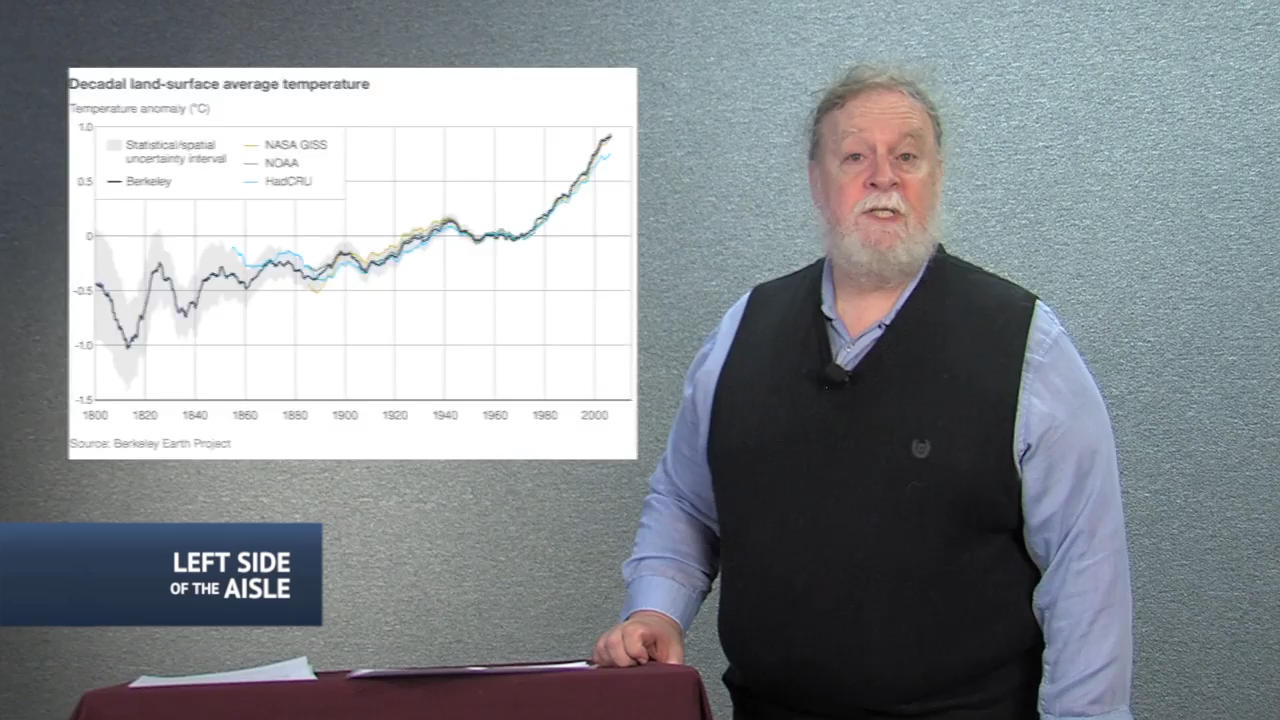 Decadal land-surface average temperature
Temperature anomaly (°C)
1.0
Statistical/spatial
uncertainty interval
Berkeley
NASA GISS
NOAA
HadCRU
0.5
0
-0.5
-1.0
-1.5
1800 1820 1840 1860 1880 1900 1920 1940 1960 1980 2000
Source: Berkeley Earth Project
LEFT SIDE
OF THE AISLE